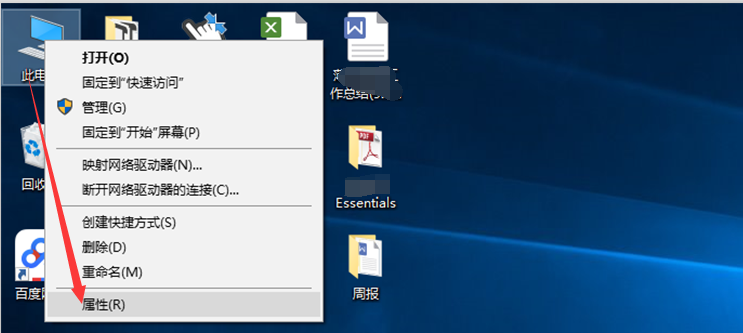 此电
打开(O)
固定到"快速访问"
管理(G)
固定到"开始"屏幕(P)
映射网络驱动器(N)...
断开网络驱动器的连接(C)...
创建快捷方式(S)
删除(D)
重命名(M)
属性(R)
回收
百度网
作总结(
Essentials
周报
W
X
PDF